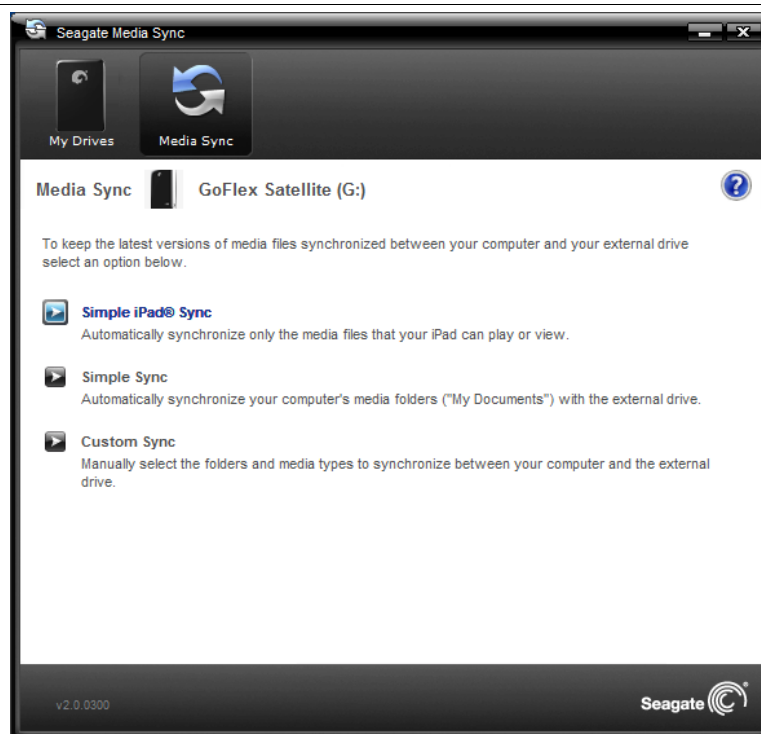 Seagate Media Sync
My Drives
Media Sync
Media Sync GoFlex Satellite (G:)
?
To keep the latest versions of media files synchronized between your computer and your external drive
select an option below.
Simple iPad® Sync
Automatically synchronize only the media files that your iPad can play or view.
Simple Sync
Automatically synchronize your computer's media folders ("My Documents") with the external drive.
Custom Sync
Manually select the folders and media types to synchronize between your computer and the external
drive.
v2.0.0300
Seagate